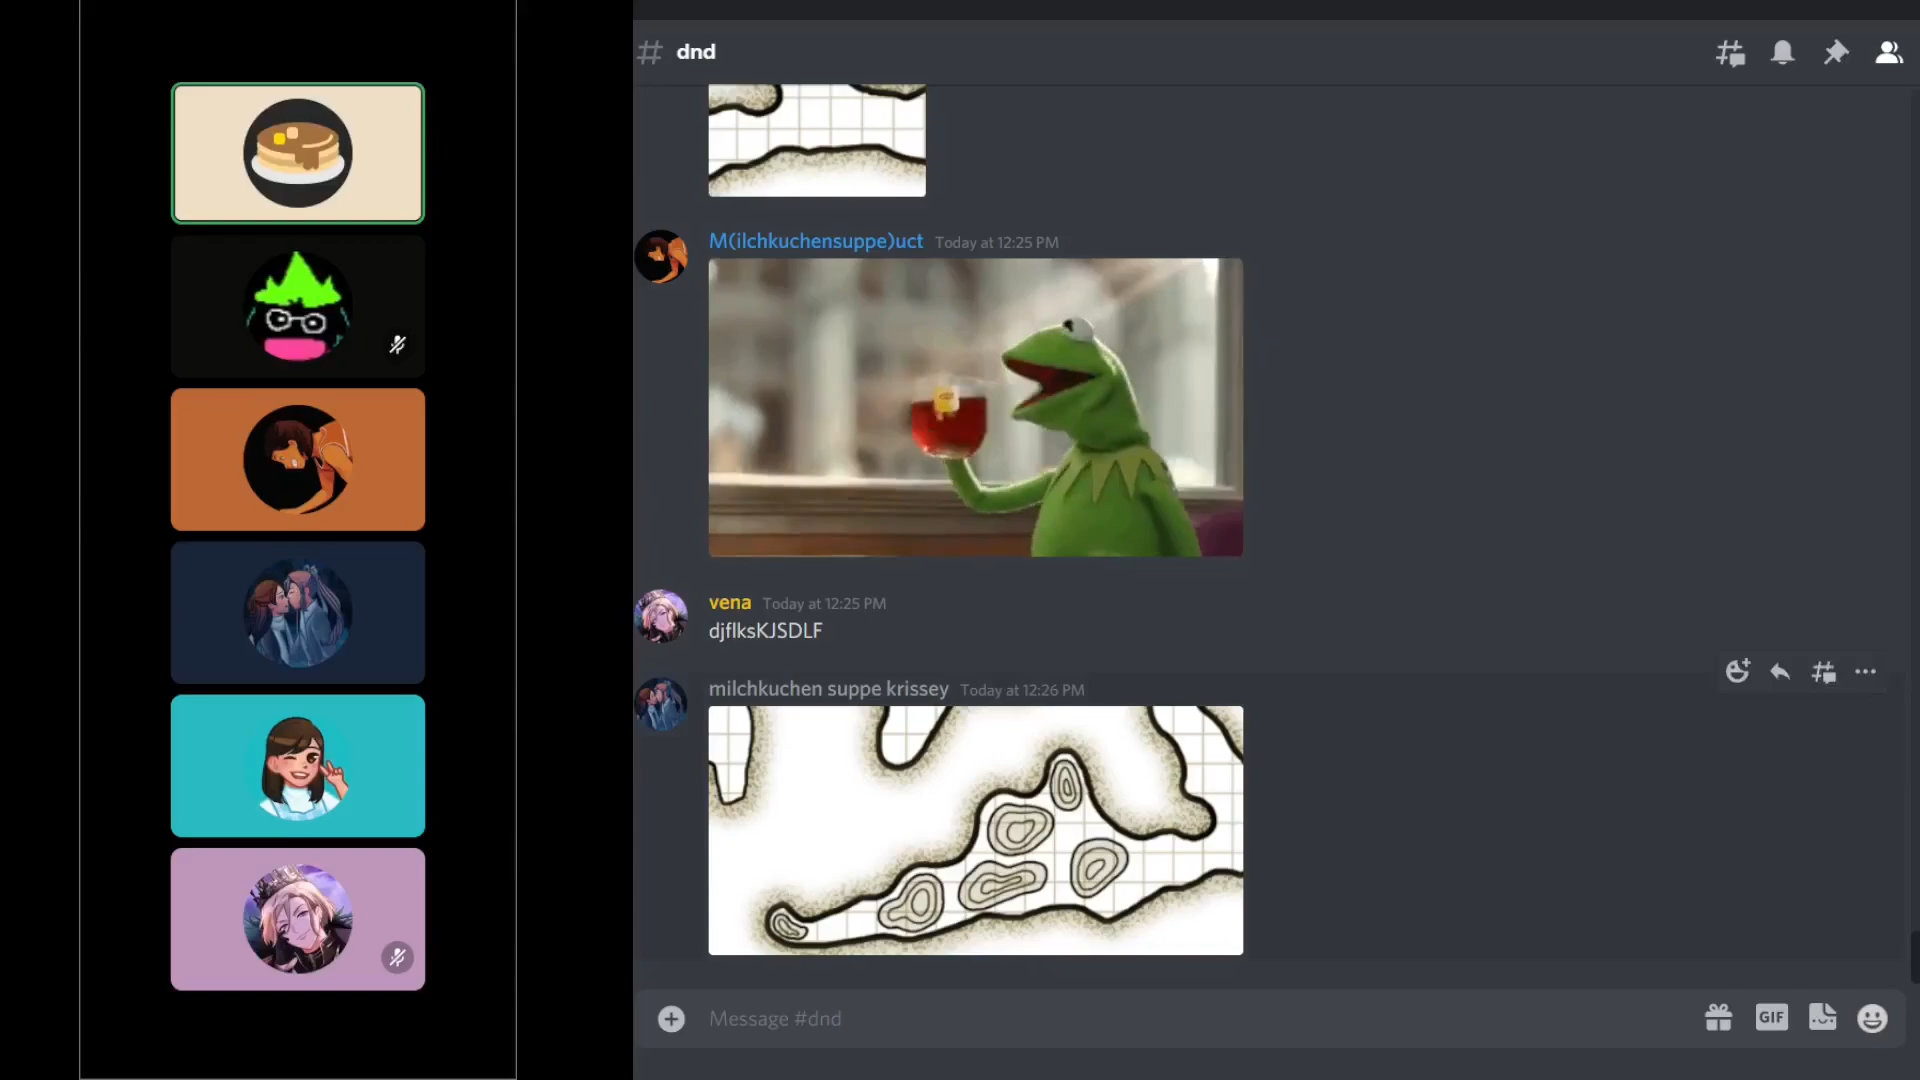 dnd
M(ilchkuchensuppe)uct Today at 12:25 PM
vena Today at 12:25 PM
djflksKJSDLF
milchkuchen suppe krissey Today at 12:26 PM
Message #dnd
GIF